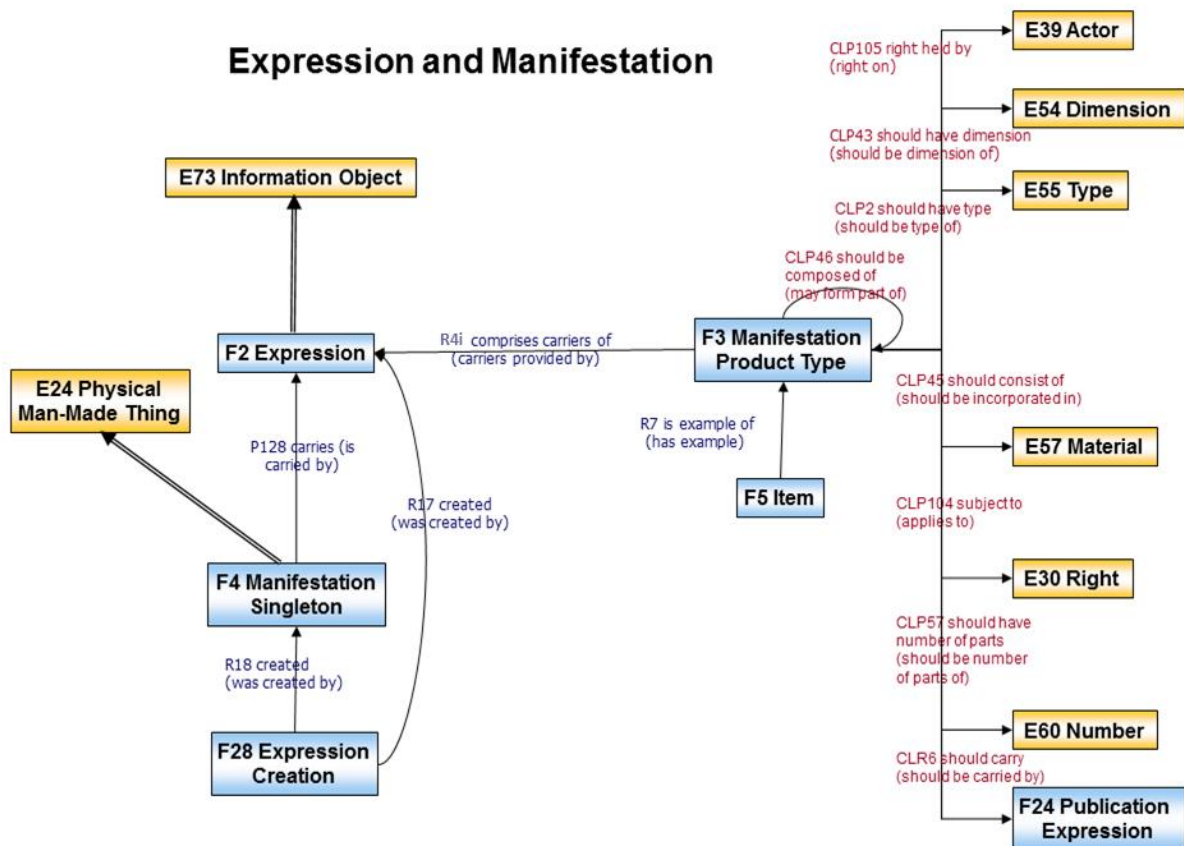 Expression and Manifestation
E39 Actor
CLP105 right held by
(right on)
E54 Dimension
CLP43 should have dimension
(should be dimension of)
E73 Information Object
E55 Type
CLP2 should have type
(should be type of)
CLP46 should be
composed of
(may form part of)
F2 Expression
R4i comprises carriers of
(carriers provided by)
F3 Manifestation
Product Type
E24 Physical
Man-Made Thing
CLP45 should consist of
(should be incorporated in)
P128 carries (is
carried by)
R7 is example of
(has example)
E57 Material
F5 Item
R17 created
(was created by)
CLP104 subject to
(applies to)
F4 Manifestation
Singleton
E30 Right
CLP57 should have
number of parts
(should be number
of parts of)
R18 created
(was created by)
F28 Expression
Creation
E60 Number
CLR6 should carry
(should be carried by)
F24 Publication
Expression